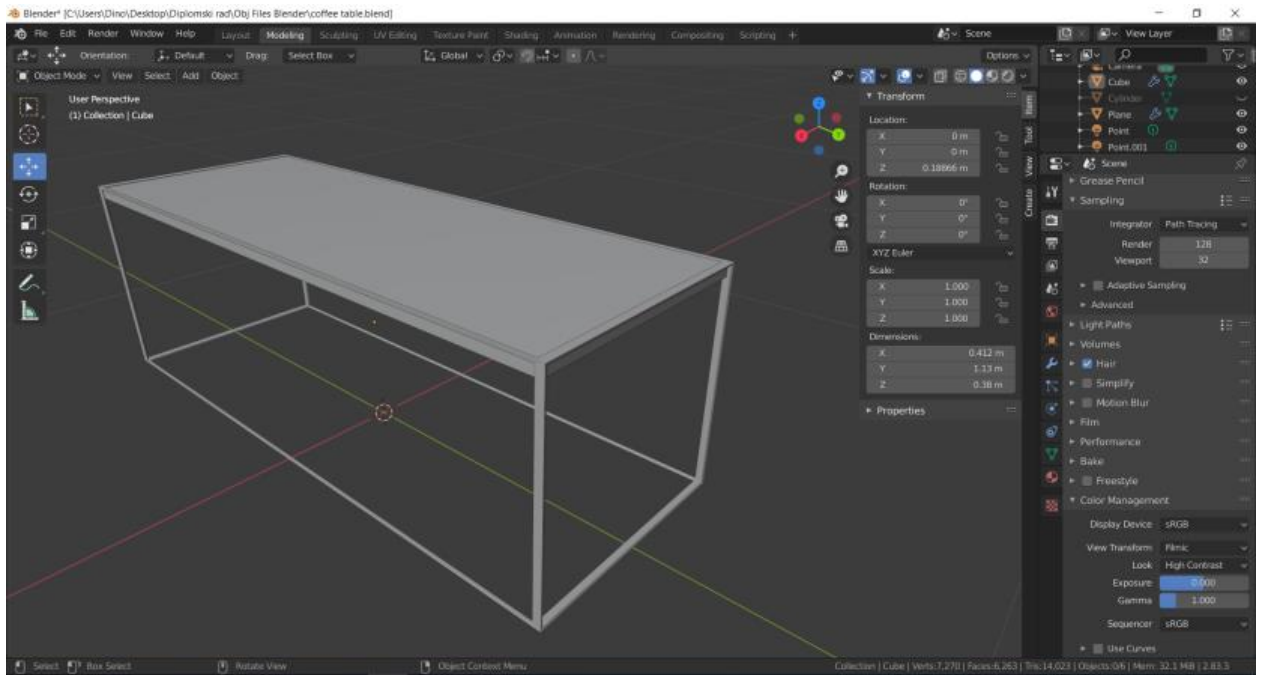 Blender* [C:\Users\Dino\Desktop\Diplomski rad\Obj Files Blender\coffee table.blend]
File Edit Render Window Help Layout Modeling Sculpting UV Editing Texture Paint Shading Animation Rendering Compositing Scripting + Scene View Layer
Orientation: Default Drag: Select Box Global Options
Object Mode View Select Add Object
User Perspective
(1) Collection | Cube
Camera
Cube
Cylinder
Plane
Point
Point.001
Item
Tool
View
Create
Transform
Location:
X 0 m
Y 0 m
Z 0.18866 m
Rotation:
X 0°
Y 0°
Z 0°
XYZ Euler
Scale:
X 1.000
Y 1.000
Z 1.000
Dimensions:
X 0.412 m
Y 1.13 m
Z 0.38 m
Properties
Scene
Grease Pencil
Sampling
Integrator Path Tracing
Render 128
Viewport 32
Adaptive Sampling
Advanced
Light Paths
Volumes
Hair
Simplify
Motion Blur
Film
Performance
Bake
Freestyle
Color Management
Display Device sRGB
View Transform Filmic
Look High Contrast
Exposure 0.000
Gamma 1.000
Sequencer sRGB
Use Curves
Select Box Select Rotate View Object Context Menu Collection | Cube | Verts:7,270 | Faces:6,263 | Tris:14,023 | Objects:0/6 | Mem: 32.1 MiB | 2.83.3